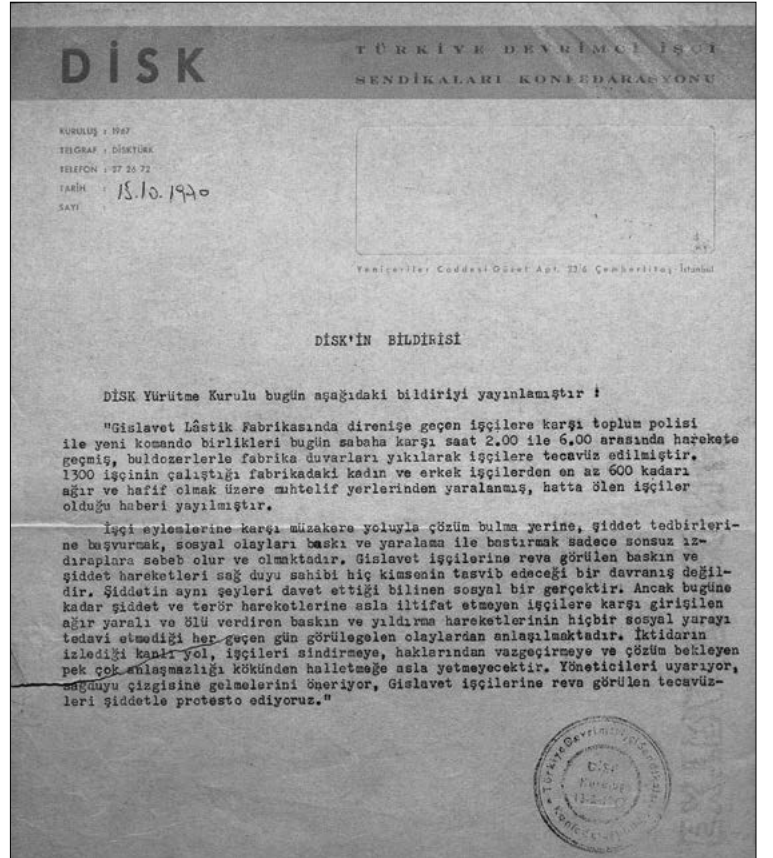 DİSK
TÜRKİYE DEVRİMCİ İŞÇİ
SENDİKALARI KONFEDARASYONU
KURULUŞ : 1967
TELGRAF : DİSKTÜRK
TELEFON : 27 26 72
TARİH : 15.10.1970
SAYI :
Yeniçeriler Caddesi Güzet Apt. 23/6 Çemberlitaş-İstanbul
DİSK'İN BİLDİRİSİ
DİSK Yürütme Kurulu bugün aşağıdaki bildiriyi yayınlamıştır :
"Gislavet Lâstik Fabrikasında direnişe geçen işçilere karşı toplum polisi
ile yeni komando birlikleri bugün sabaha karşı saat 2.00 ile 6.00 arasında harekete
geçmiş, buldozerlerle fabrika duvarları yıkılarak işçilere tecavüz edilmiştir.
1300 işçinin çalıştığı fabrikadaki kadın ve erkek işçilerden en az 600 kadarı
ağır ve hafif olmak üzere muhtelif yerlerinden yaralanmış, hatta ölen işçiler
olduğu haberi yayılmıştır.
İşçi eylemlerine karşı müzakere yoluyla çözüm bulma yerine, şiddet tedbirleri-
ne başvurmak, sosyal olayları baskı ve yaralama ile bastırmak sadece sonsuz ız-
dıraplara sebeb olur ve olmaktadır. Gislavet işçilerine reva görülen baskın ve
şiddet hareketleri sağ duyu sahibi hiç kimsenin tasvib edeceği bir davranış değil-
dir. Şiddetin aynı şeyleri davet ettiği bilinen sosyal bir gerçektir. Ancak bugüne
kadar şiddet ve terör hareketlerine asla iltifat etmeyen işçilere karşı girişilen
ağır yaralı ve ölü verdiren baskın ve yıldırma hareketlerinin hiçbir sosyal yarayı
tedavi etmediği her geçen gün görülegelen olaylardan anlaşılmaktadır. İktidarın
izlediği kanlı yol, işçileri sindirmeye, haklarından vazgeçirmeye ve çözüm bekleyen
pek çok anlaşmazlığı kökünden halletmeğe asla yetmeyecektir. Yöneticileri uyarıyor,
sağduyu çizgisine gelmelerini öneriyor, Gislavet işçilerine reva görülen tecavüz-
leri şiddetle protesto ediyoruz."
Türkiye Devrimci İşçi Sendikaları
Konfederasyonu
DİSK
Kuruluş